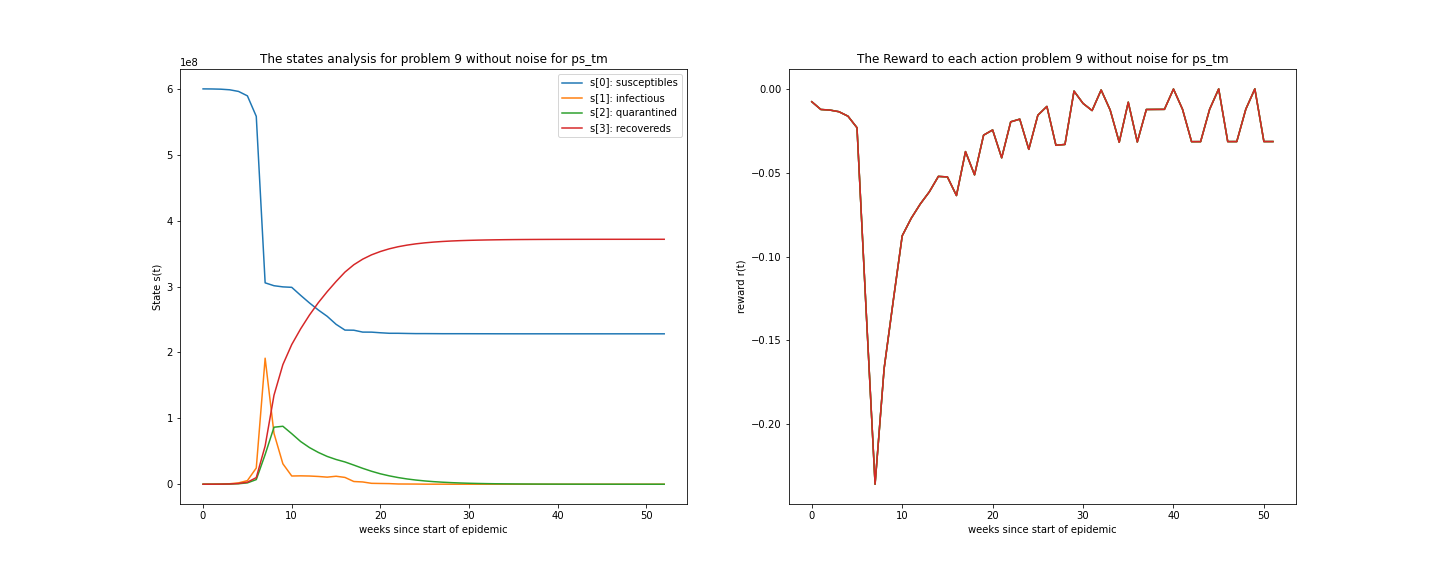 The states analysis for problem 9 without noise for ps_tm
1e8
6
5
4
3
2
1
0
State s(t)
s[0]: susceptibles
s[1]: infectious
s[2]: quarantined
s[3]: recovereds
0 10 20 30 40 50
weeks since start of epidemic
The Reward to each action problem 9 without noise for ps_tm
0.00
−0.05
−0.10
−0.15
−0.20
reward r(t)
0 10 20 30 40 50
weeks since start of epidemic